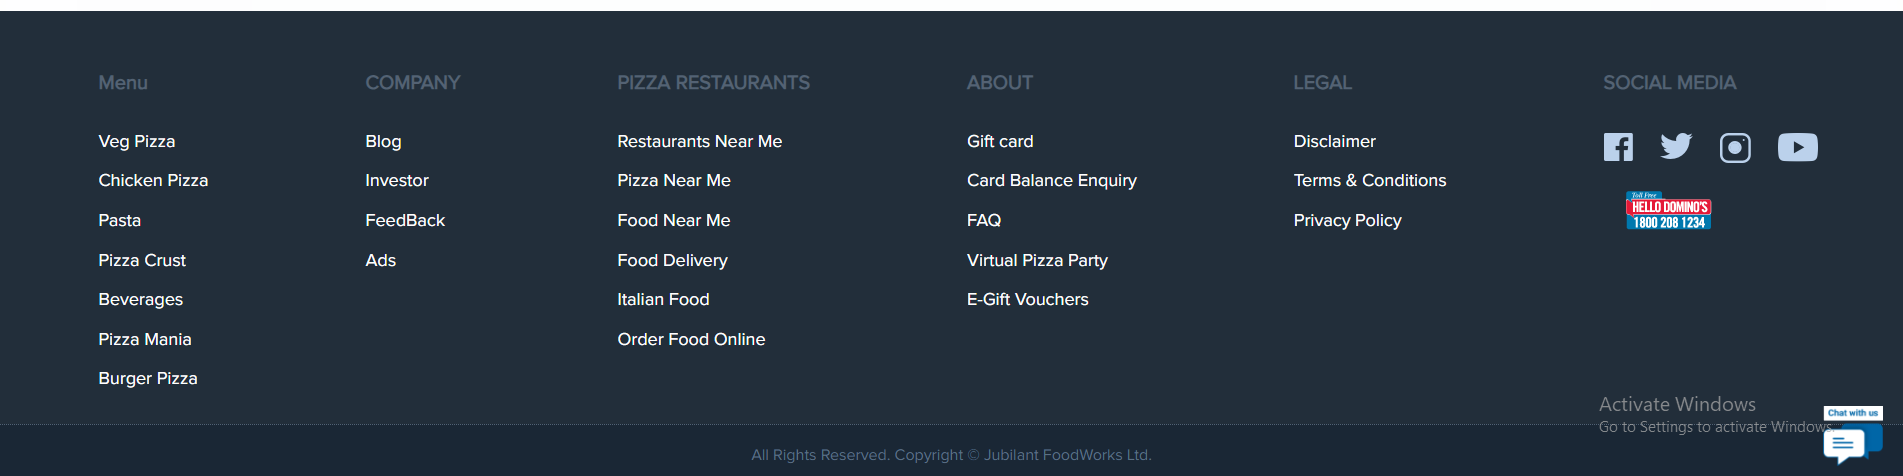 Menu
Veg Pizza
Chicken Pizza
Pasta
Pizza Crust
Beverages
Pizza Mania
Burger Pizza
COMPANY
Blog
Investor
FeedBack
Ads
PIZZA RESTAURANTS
Restaurants Near Me
Pizza Near Me
Food Near Me
Food Delivery
Italian Food
Order Food Online
ABOUT
Gift card
Card Balance Enquiry
FAQ
Virtual Pizza Party
E-Gift Vouchers
LEGAL
Disclaimer
Terms & Conditions
Privacy Policy
SOCIAL MEDIA
Toll Free
HELLO DOMINO'S
1800 208 1234
Activate Windows
Go to Settings to activate Windows.
Chat with us
All Rights Reserved. Copyright © Jubilant FoodWorks Ltd.